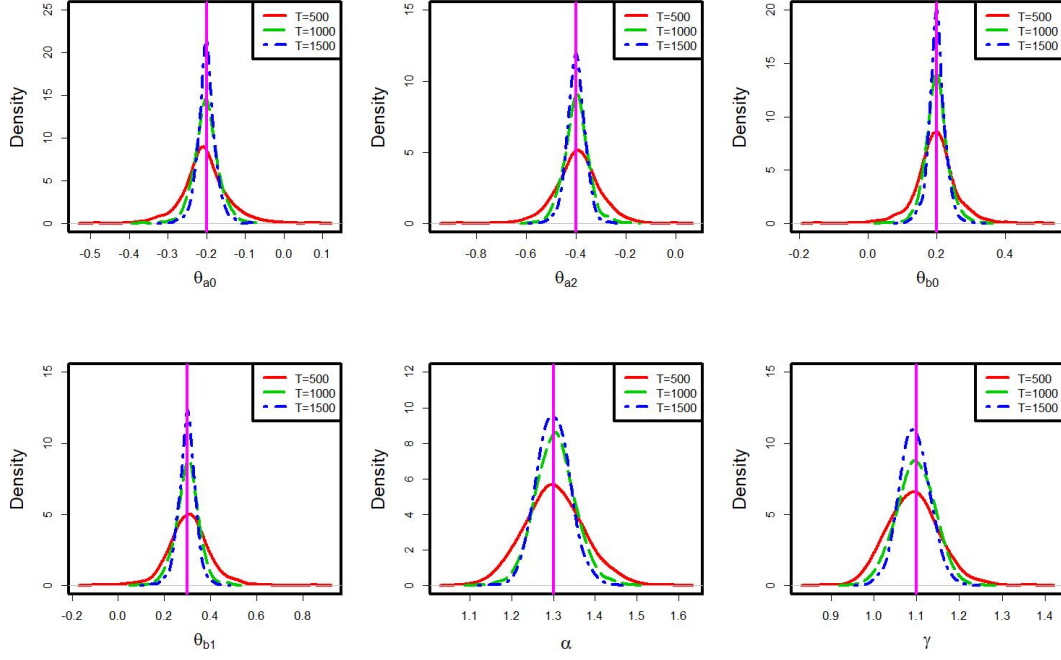 T=500
T=1000
T=1500
Density
0 5 10 15 20 25
-0.5 -0.4 -0.3 -0.2 -0.1 0.0 0.1
θa0
T=500
T=1000
T=1500
Density
0 5 10 15
-0.8 -0.6 -0.4 -0.2 0.0
θa2
T=500
T=1000
T=1500
Density
0 5 10 15 20
-0.2 0.0 0.2 0.4
θb0
T=500
T=1000
T=1500
Density
0 5 10 15
-0.2 0.0 0.2 0.4 0.6 0.8
θb1
T=500
T=1000
T=1500
Density
0 2 4 6 8 10 12
1.1 1.2 1.3 1.4 1.5 1.6
α
T=500
T=1000
T=1500
Density
0 5 10 15
0.9 1.0 1.1 1.2 1.3 1.4
γ